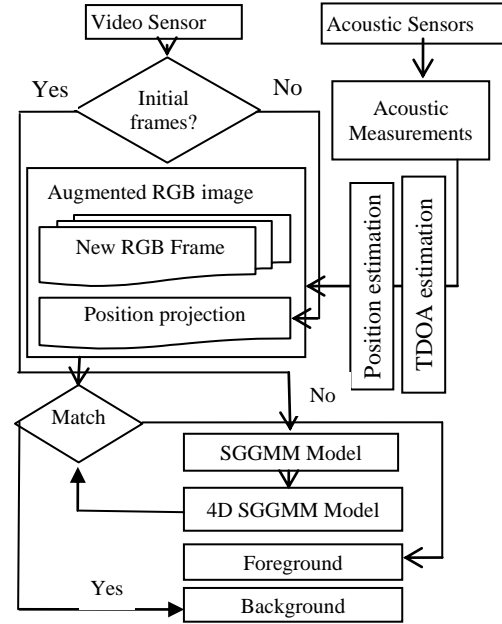 Video Sensor
Acoustic Sensors
Yes
Initial
frames?
No
Acoustic
Measurements
Augmented RGB image
New RGB Frame
Position projection
Position estimation
TDOA estimation
No
Match
SGGMM Model
4D SGGMM Model
Foreground
Yes
Background